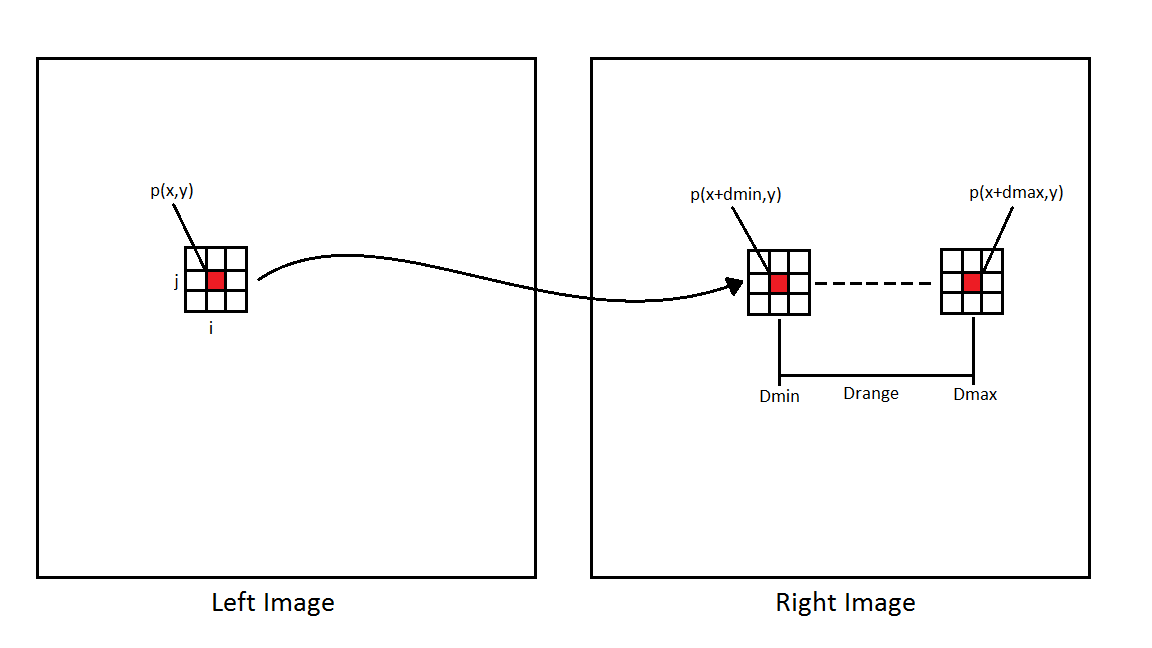 p(x,y)
j
i
Left Image
p(x+dmin,y)
p(x+dmax,y)
Dmin
Drange
Dmax
Right Image